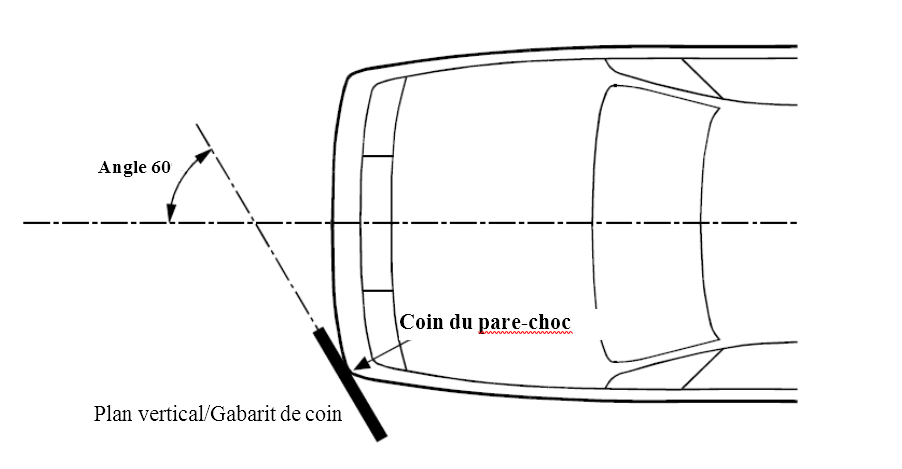 Angle 60
Coin du pare-choc
Plan vertical/Gabarit de coin